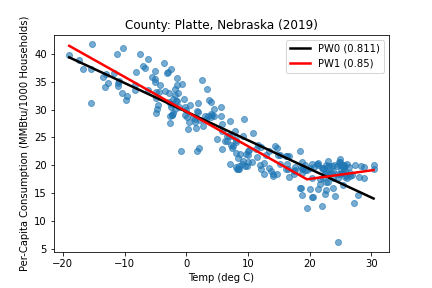 County: Platte, Nebraska (2019)
PW0 (0.811)
PW1 (0.85)
Per-Capita Consumption (MMBtu/1000 Households)
40
35
30
25
20
15
10
5
−20 −10 0 10 20 30
Temp (deg C)